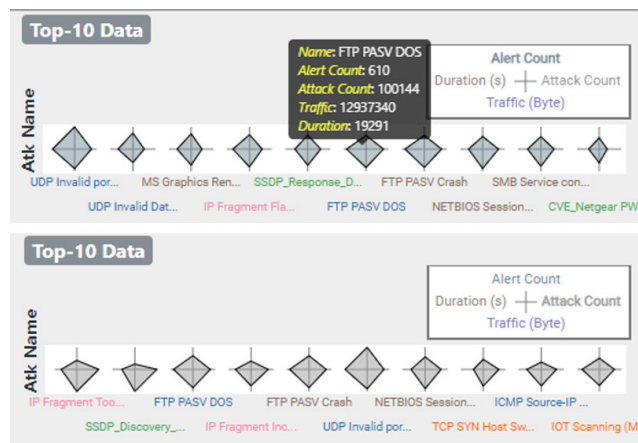 Top-10 Data
Name: FTP PASV DOS
Alert Count: 610
Attack Count: 100144
Traffic: 12937340
Duration: 19291
Alert Count
Duration (s) Attack Count
Traffic (Byte)
Atk Name
UDP Invalid por... MS Graphics Ren... SSDP_Response_D... FTP PASV Crash SMB Service con...
UDP Invalid Dat... IP Fragment Fla... FTP PASV DOS NETBIOS Session... CVE_Netgear PW
Top-10 Data
Alert Count
Duration (s) Attack Count
Traffic (Byte)
Atk Name
IP Fragment Too... FTP PASV DOS FTP PASV Crash NETBIOS Session... ICMP Source-IP ...
SSDP_Discovery_... IP Fragment Inc... UDP Invalid por... TCP SYN Host Sw... IOT Scanning (M